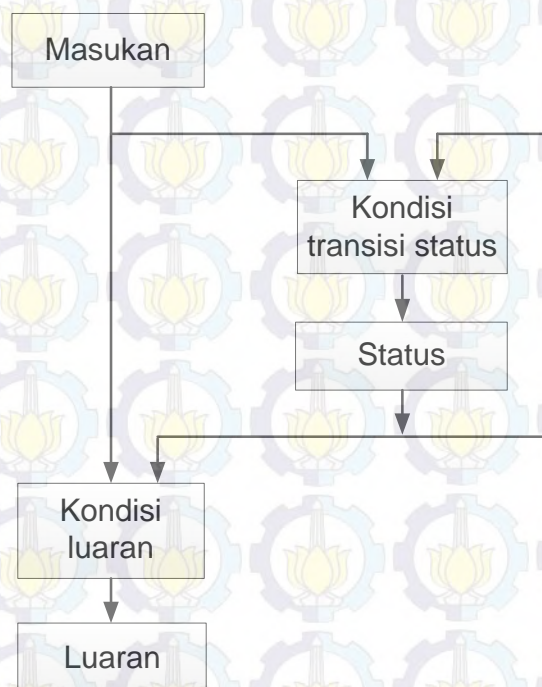 Masukan
Kondisi
transisi status
Status
Kondisi
luaran
Luaran